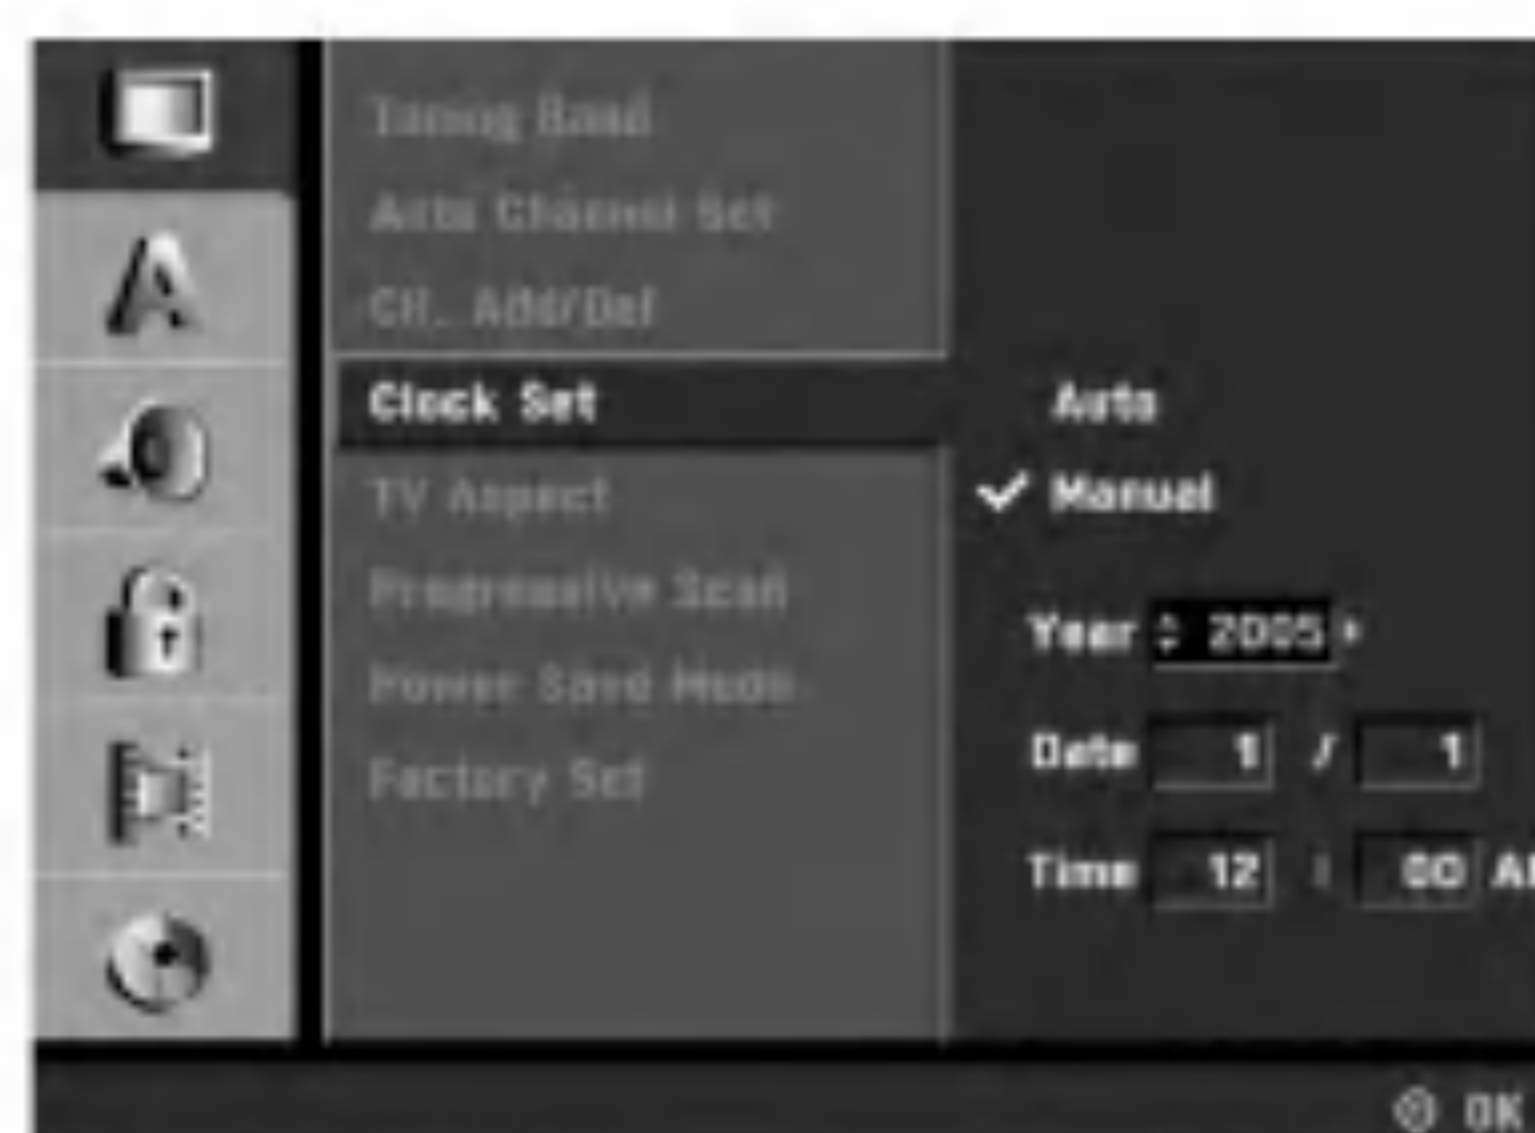 Tuning Band
Auto Channel Set
CH. Add/Del
Clock Set
Auto
Manual
TV Aspect
Progressive Scan
Power Save Mode
Factory Set
Year 2005
Date 1 / 1
Time 12 : 00
OK